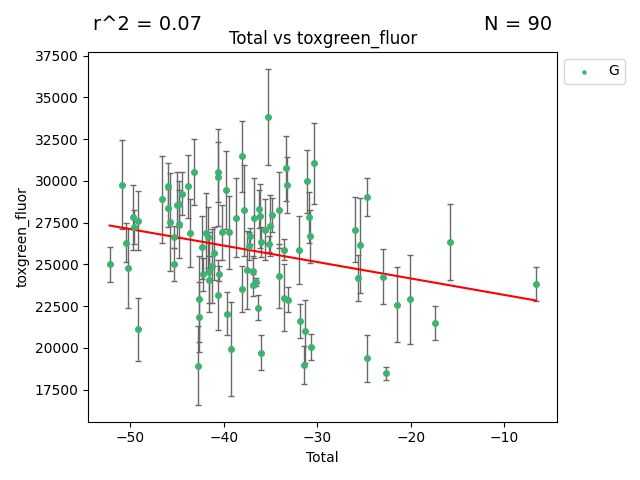 r^2 = 0.07
N = 90
Total vs toxgreen_fluor
G
37500
35000
32500
30000
27500
25000
22500
20000
17500
toxgreen_fluor
−50
−40
−30
−20
−10
Total